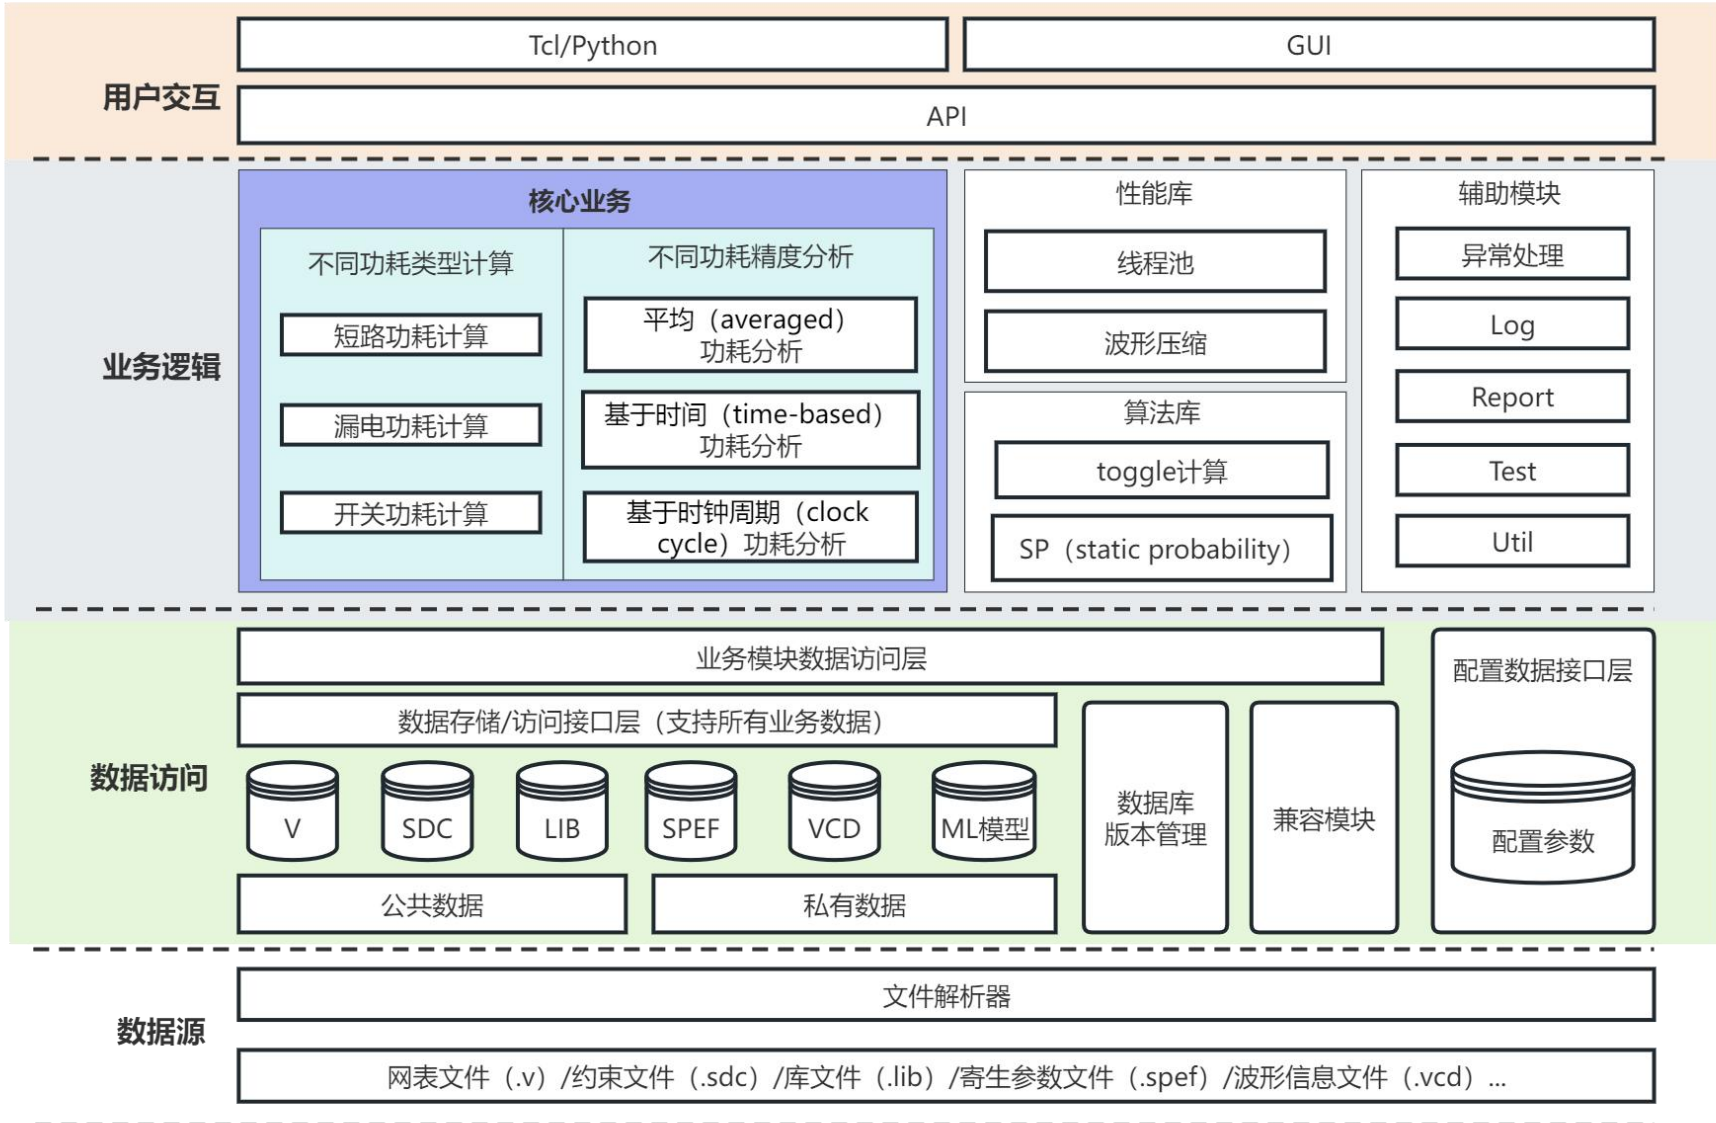 用户交互
Tcl/Python
GUI
API
业务逻辑
核心业务
不同功耗类型计算
短路功耗计算
漏电功耗计算
开关功耗计算
不同功耗精度分析
平均（averaged）
功耗分析
基于时间（time-based）
功耗分析
基于时钟周期（clock
cycle）功耗分析
性能库
线程池
波形压缩
算法库
toggle计算
SP（static probability）
辅助模块
异常处理
Log
Report
Test
Util
数据访问
业务模块数据访问层
数据存储/访问接口层（支持所有业务数据）
V
SDC
LIB
SPEF
VCD
ML模型
公共数据
私有数据
数据库
版本管理
兼容模块
配置数据接口层
配置参数
数据源
文件解析器
网表文件（.v）/约束文件（.sdc）/库文件（.lib）/寄生参数文件（.spef）/波形信息文件（.vcd）...